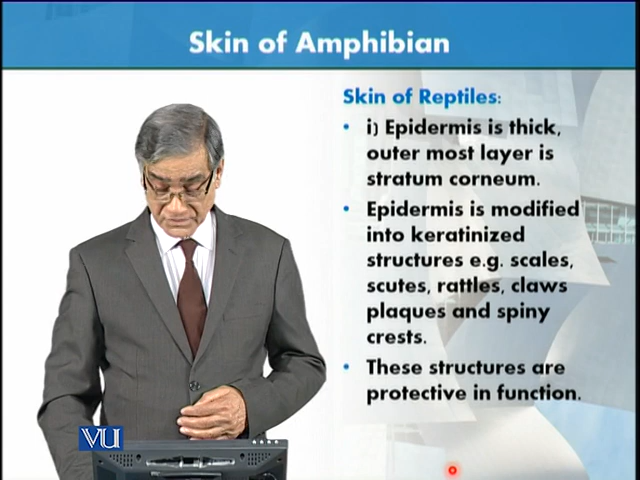 Skin of Amphibian
Skin of Reptiles:
• i) Epidermis is thick,
outer most layer is
stratum corneum.
• Epidermis is modified
into keratinized
structures e.g. scales,
scutes, rattles, claws
plaques and spiny
crests.
• These structures are
protective in function.
VU